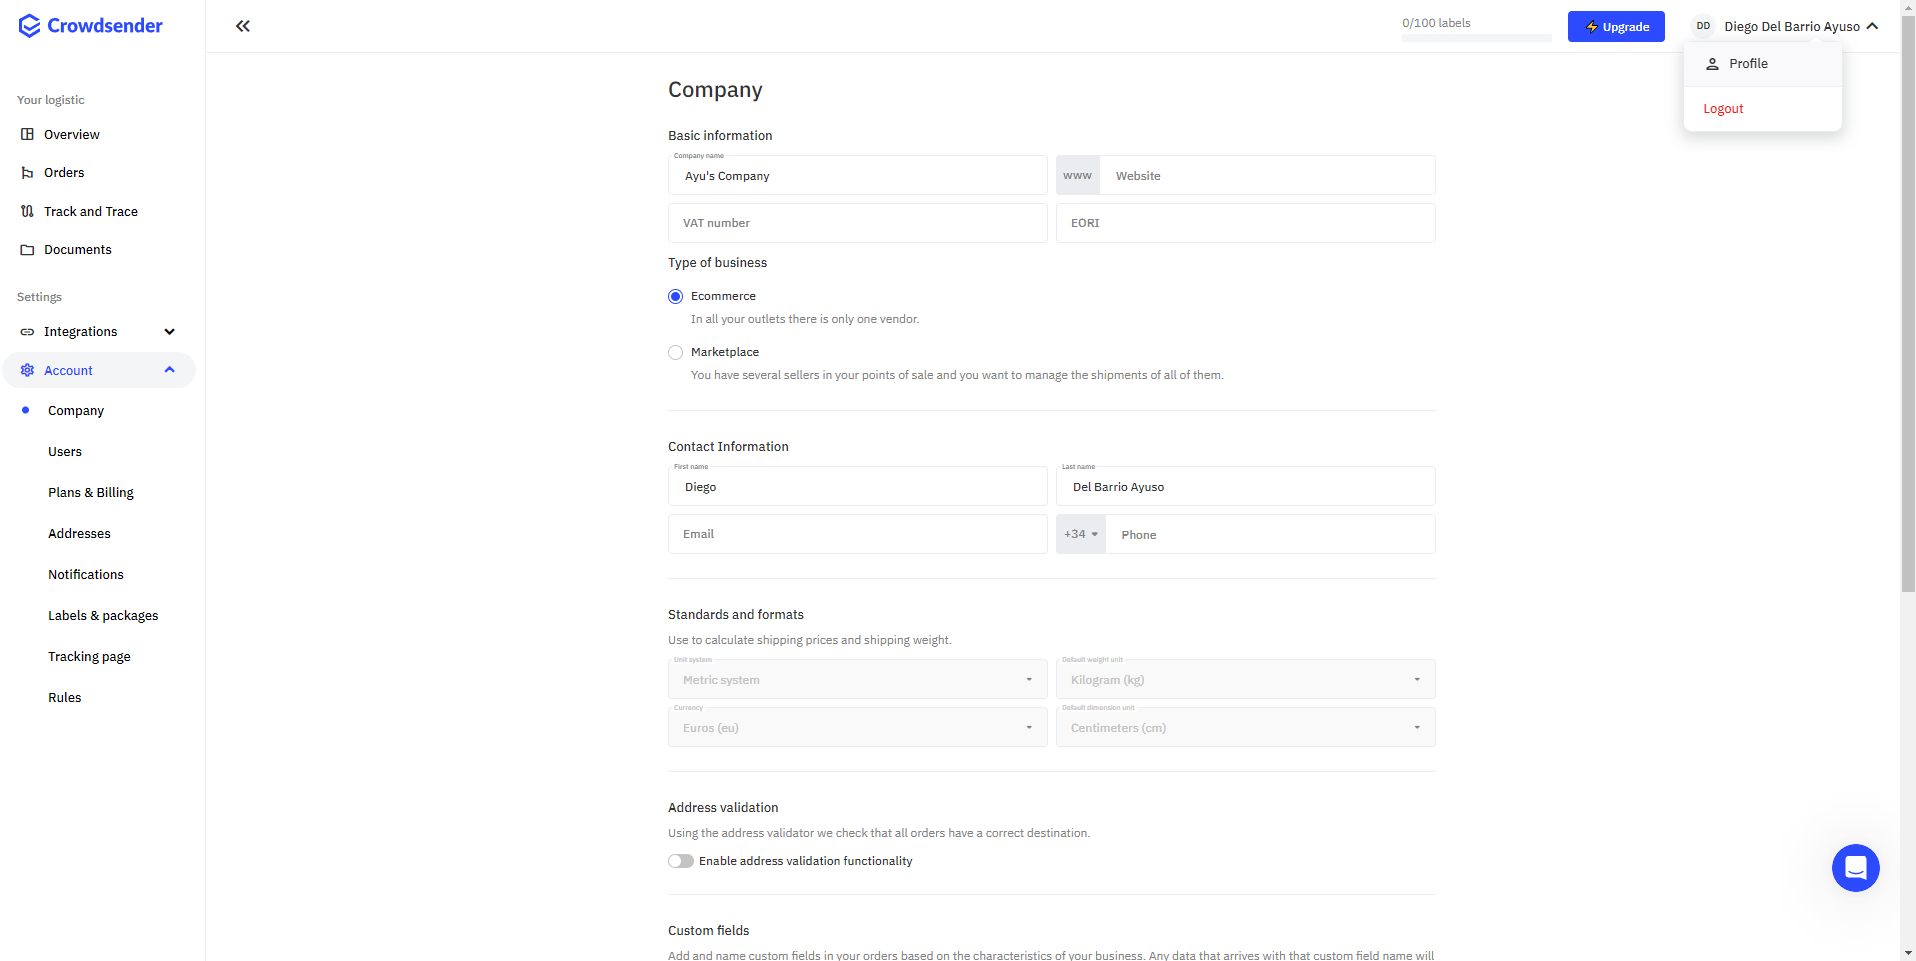 Crowdsender
0/100 labels
Upgrade
DD
Diego Del Barrio Ayuso
Profile
Logout
Your logistic
Overview
Orders
Track and Trace
Documents
Settings
Integrations
Account
Company
Users
Plans & Billing
Addresses
Notifications
Labels & packages
Tracking page
Rules
Company
Basic information
Company name
Ayu's Company
www Website
VAT number
EORI
Type of business
Ecommerce
In all your outlets there is only one vendor.
Marketplace
You have several sellers in your points of sale and you want to manage the shipments of all of them.
Contact Information
First name
Diego
Last name
Del Barrio Ayuso
Email
+34 Phone
Standards and formats
Use to calculate shipping prices and shipping weight.
Unit system
Metric system
Default weight unit
Kilogram (kg)
Currency
Euros (eu)
Default dimension unit
Centimeters (cm)
Address validation
Using the address validator we check that all orders have a correct destination.
Enable address validation functionality
Custom fields
Add and name custom fields in your orders based on the characteristics of your business. Any data that arrives with that custom field name will